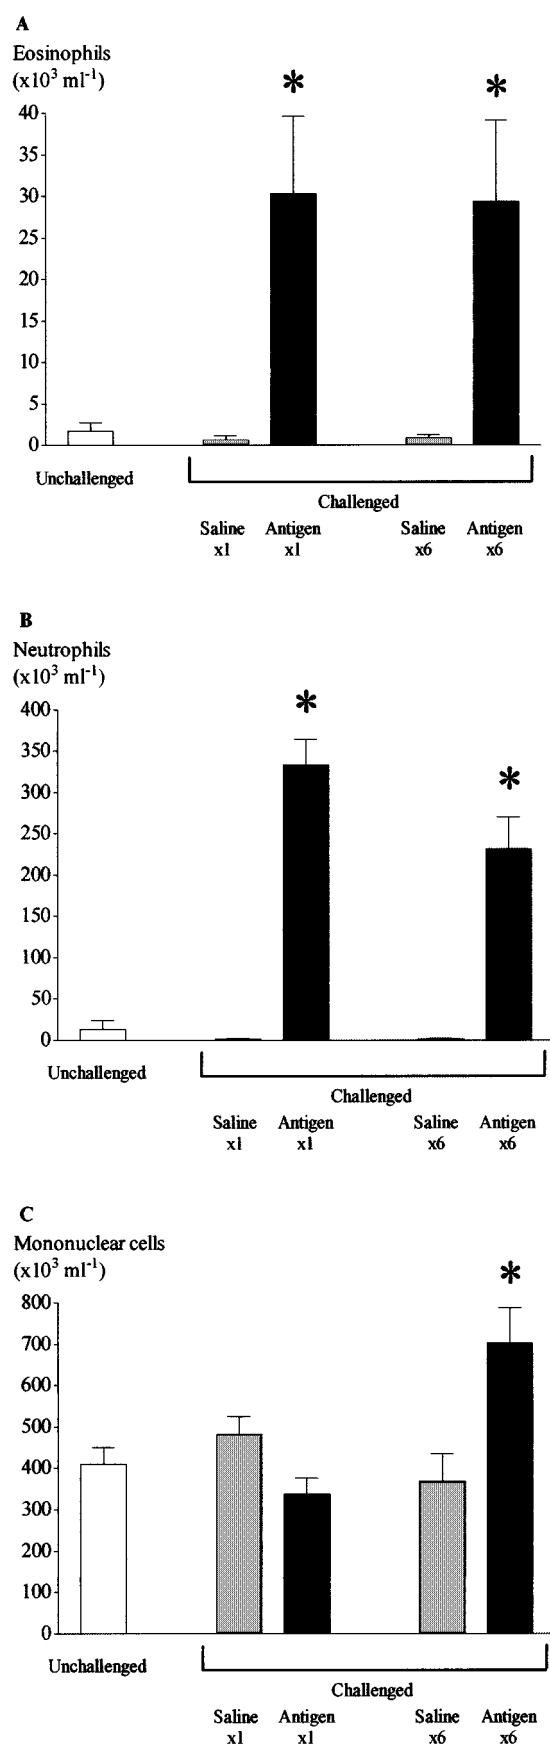 A
Eosinophils
(x10³ ml⁻¹)
*
*
40
35
30
25
20
15
10
5
0
Unchallenged
Challenged
Saline Antigen Saline Antigen
x1 x1 x6 x6
B
Neutrophils
(x10³ ml⁻¹)
*
*
400
350
300
250
200
150
100
50
0
Unchallenged
Challenged
Saline Antigen Saline Antigen
x1 x1 x6 x6
C
Mononuclear cells
(x10³ ml⁻¹)
*
800
700
600
500
400
300
200
100
0
Unchallenged
Challenged
Saline Antigen Saline Antigen
x1 x1 x6 x6